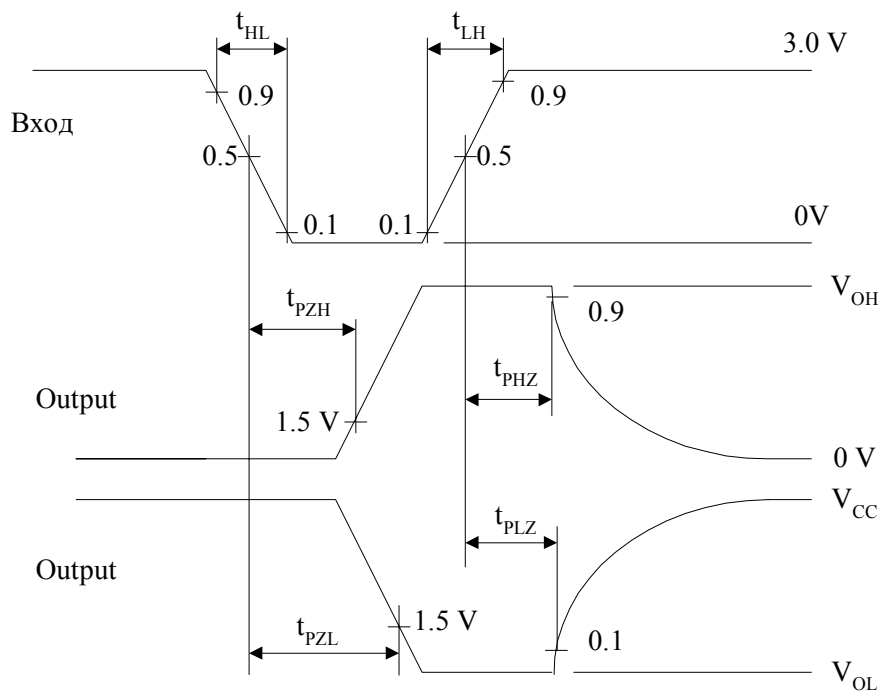 tHL
tLH
3.0 V
0.9
0.9
Вход
0.5
0.5
0.1
0.1
0V
VOH
tPZH
0.9
tPHZ
Output
1.5 V
0 V
VCC
tPLZ
Output
1.5 V
0.1
tPZL
VOL